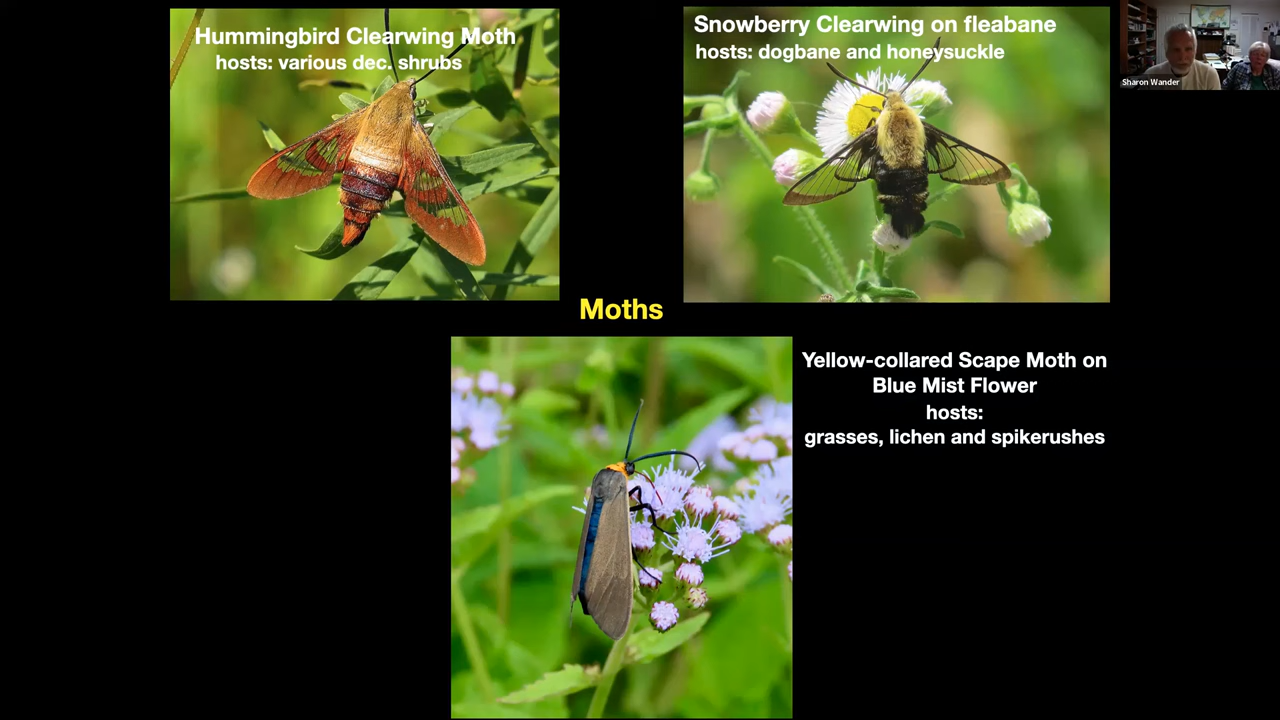 Hummingbird Clearwing Moth
hosts: various dec. shrubs
Snowberry Clearwing on fleabane
hosts: dogbane and honeysuckle
Sharon Wander
Moths
Yellow-collared Scape Moth on
Blue Mist Flower
hosts:
grasses, lichen and spikerushes